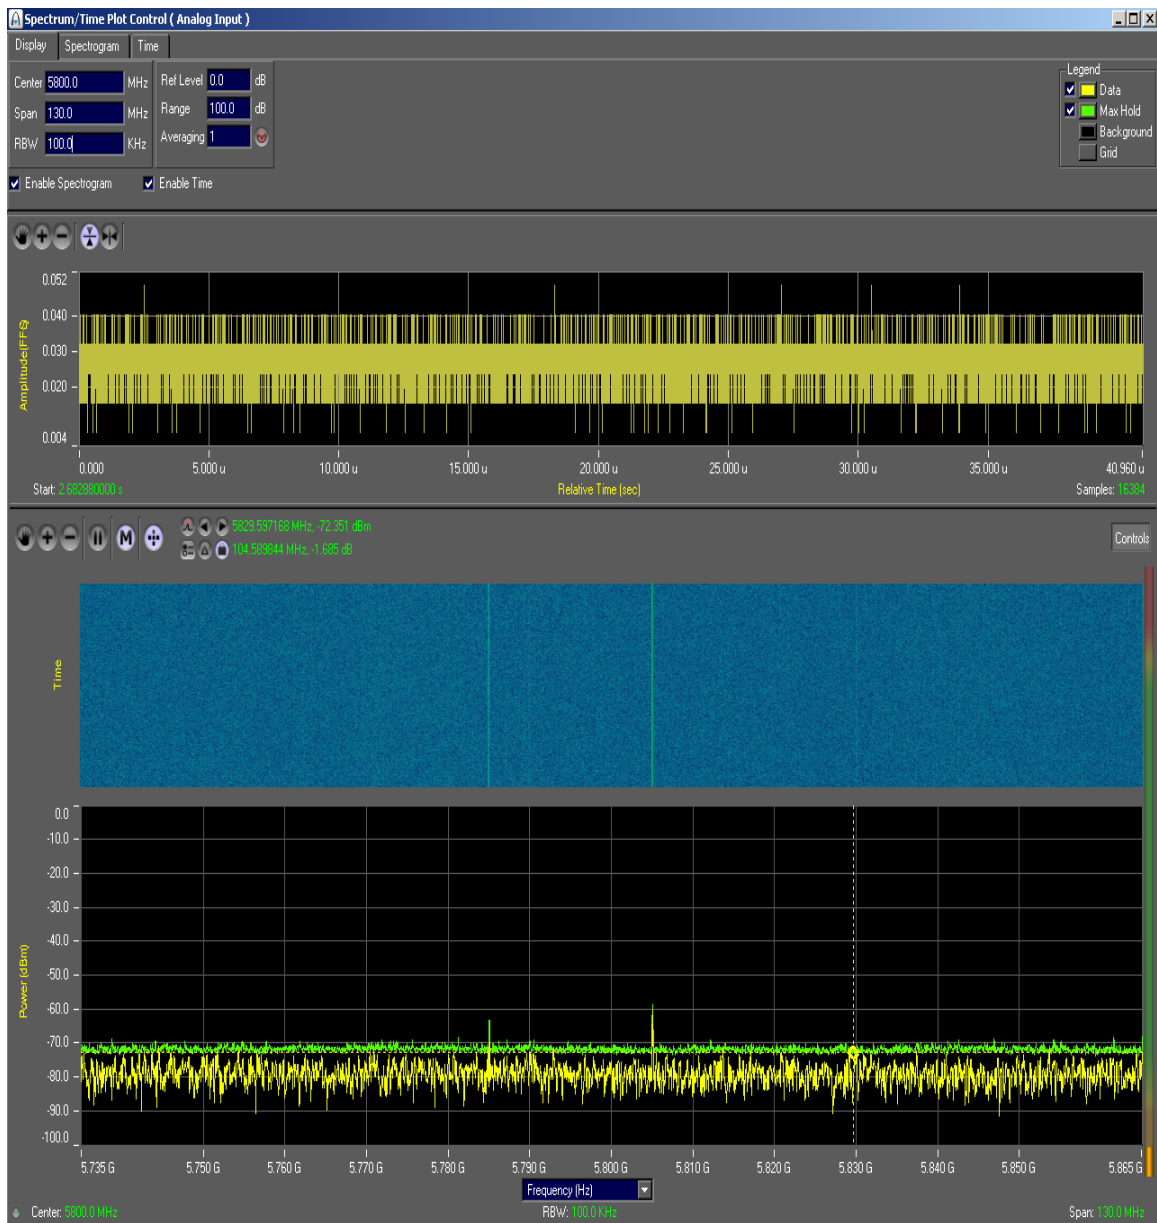 Spectrum/Time Plot Control ( Analog Input )
Display Spectrogram Time
Center 5800.0 MHz Ref Level 0.0 dB
Span 130.0 MHz Range 100.0 dB
RBW 100.0 KHz Averaging 1
Legend
Data
Max Hold
Background
Grid
Enable Spectrogram Enable Time
Amplitude(FFS)
0.052
0.040
0.030
0.020
0.004
0.000 5.000 u 10.000 u 15.000 u 20.000 u 25.000 u 30.000 u 35.000 u 40.960 u
Start: 2.682880000 s Relative Time (sec) Samples: 16384
M
5829.597168 MHz, -72.351 dBm
104.589844 MHz, -1.685 dB
Controls
Time
Power (dBm)
0.0
-10.0
-20.0
-30.0
-40.0
-50.0
-60.0
-70.0
-80.0
-90.0
-100.0
5.735 G 5.750 G 5.760 G 5.770 G 5.780 G 5.790 G 5.800 G 5.810 G 5.820 G 5.830 G 5.840 G 5.850 G 5.865 G
Frequency (Hz)
Center: 5800.0 MHz RBW: 100.0 KHz Span: 130.0 MHz